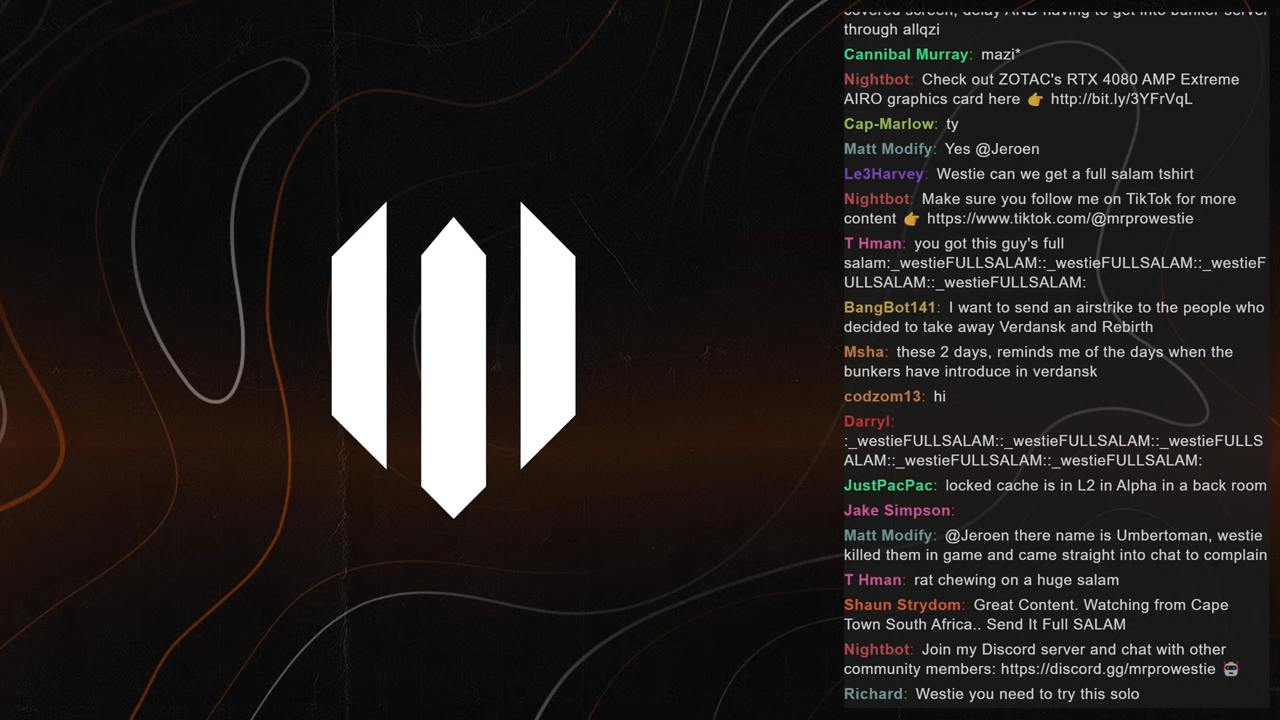 covered screen, delay AND having to get into bunker server
through allqzi
Cannibal Murray: mazi*
Nightbot: Check out ZOTAC's RTX 4080 AMP Extreme
AIRO graphics card here 👉 http://bit.ly/3YFrVqL
Cap-Marlow: ty
Matt Modify: Yes @Jeroen
Le3Harvey: Westie can we get a full salam tshirt
Nightbot: Make sure you follow me on TikTok for more
content 👉 https://www.tiktok.com/@mrprowestie
T Hman: you got this guy's full
salam:_westieFULLSALAM::_westieFULLSALAM::_westieF
ULLSALAM::_westieFULLSALAM:
BangBot141: I want to send an airstrike to the people who
decided to take away Verdansk and Rebirth
Msha: these 2 days, reminds me of the days when the
bunkers have introduce in verdansk
codzom13: hi
Darryl:
:_westieFULLSALAM::_westieFULLSALAM::_westieFULLS
ALAM::_westieFULLSALAM::_westieFULLSALAM:
JustPacPac: locked cache is in L2 in Alpha in a back room
Jake Simpson:
Matt Modify: @Jeroen there name is Umbertoman, westie
killed them in game and came straight into chat to complain
T Hman: rat chewing on a huge salam
Shaun Strydom: Great Content. Watching from Cape
Town South Africa.. Send It Full SALAM
Nightbot: Join my Discord server and chat with other
community members: https://discord.gg/mrprowestie 🤖
Richard: Westie you need to try this solo